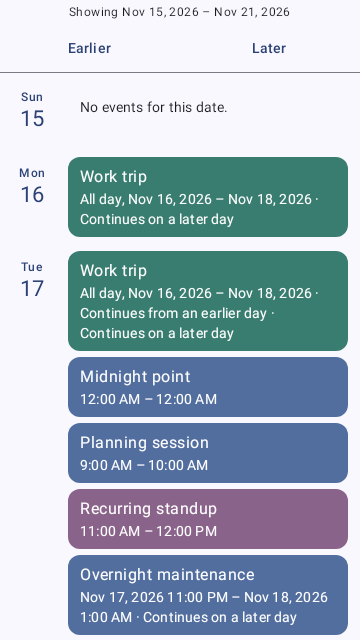 Showing Nov 15, 2026 – Nov 21, 2026
Earlier
Later
Sun
15
No events for this date.
Mon
16
Work trip
All day, Nov 16, 2026 – Nov 18, 2026 ·
Continues on a later day
Tue
17
Work trip
All day, Nov 16, 2026 – Nov 18, 2026 ·
Continues from an earlier day ·
Continues on a later day
Midnight point
12:00 AM – 12:00 AM
Planning session
9:00 AM – 10:00 AM
Recurring standup
11:00 AM – 12:00 PM
Overnight maintenance
Nov 17, 2026 11:00 PM – Nov 18, 2026
1:00 AM · Continues on a later day